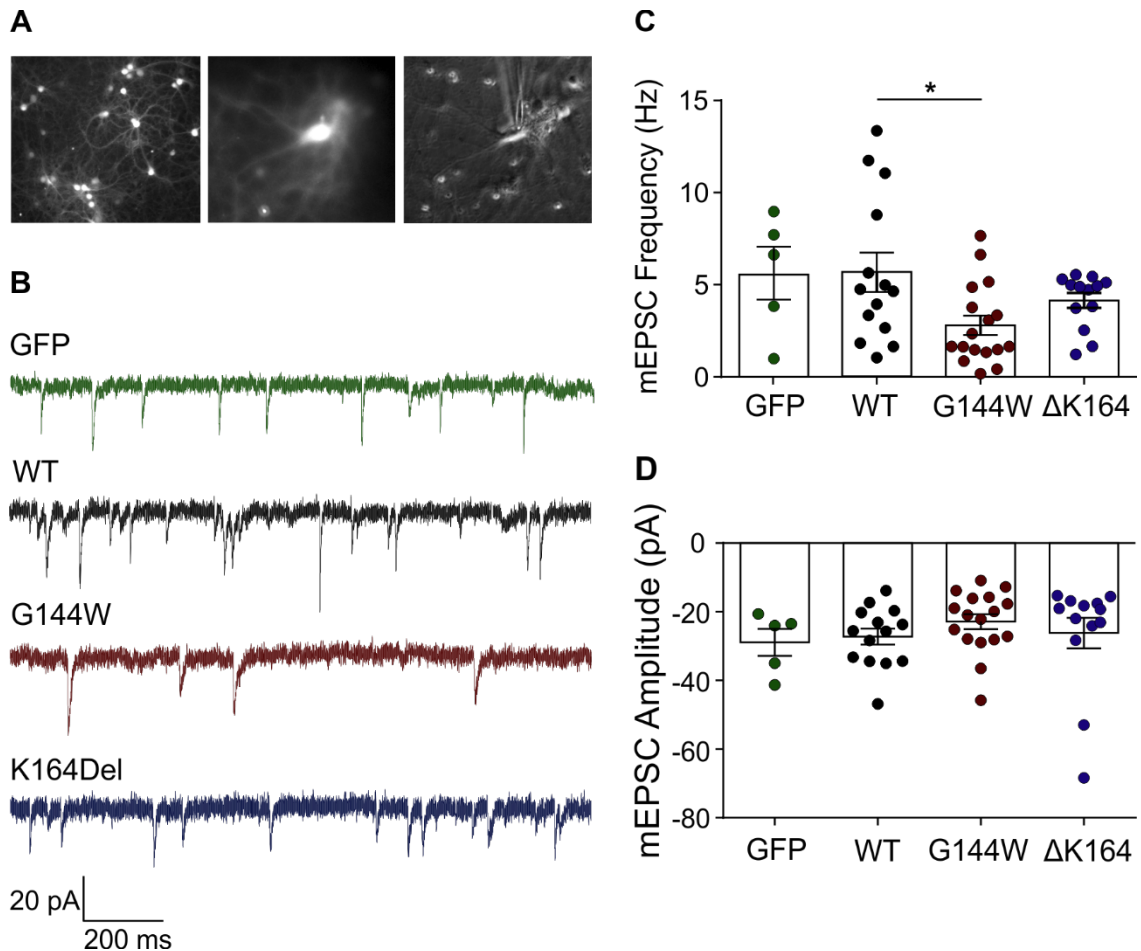 A
B
GFP
WT
G144W
K164Del
20 pA
200 ms
C
mEPSC Frequency (Hz)
15
10
5
0
*
GFP WT G144W ΔK164
D
mEPSC Amplitude (pA)
0
-20
-40
-60
-80
GFP WT G144W ΔK164